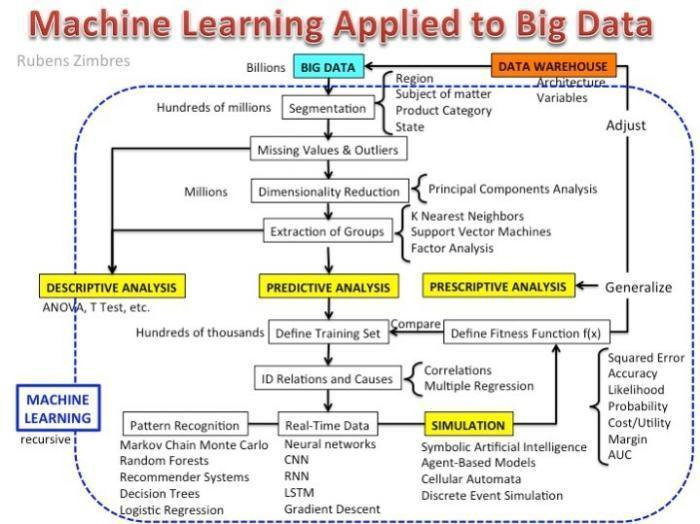 Machine Learning Applied to Big Data
Rubens Zimbres
Billions
BIG DATA
DATA WAREHOUSE
Architecture
Variables
Region
Subject of matter
Product Category
State
Hundreds of millions
Segmentation
Adjust
Missing Values & Outliers
Millions
Dimensionality Reduction
Principal Components Analysis
Extraction of Groups
K Nearest Neighbors
Support Vector Machines
Factor Analysis
DESCRIPTIVE ANALYSIS
ANOVA, T Test, etc.
PREDICTIVE ANALYSIS
PRESCRIPTIVE ANALYSIS
Generalize
Hundreds of thousands
Define Training Set
Compare
Define Fitness Function f(x)
ID Relations and Causes
Correlations
Multiple Regression
Squared Error
Accuracy
Likelihood
Probability
Cost/Utility
Margin
AUC
MACHINE
LEARNING
recursive
Pattern Recognition
Markov Chain Monte Carlo
Random Forests
Recommender Systems
Decision Trees
Logistic Regression
Real-Time Data
Neural networks
CNN
RNN
LSTM
Gradient Descent
SIMULATION
Symbolic Artificial Intelligence
Agent-Based Models
Cellular Automata
Discrete Event Simulation